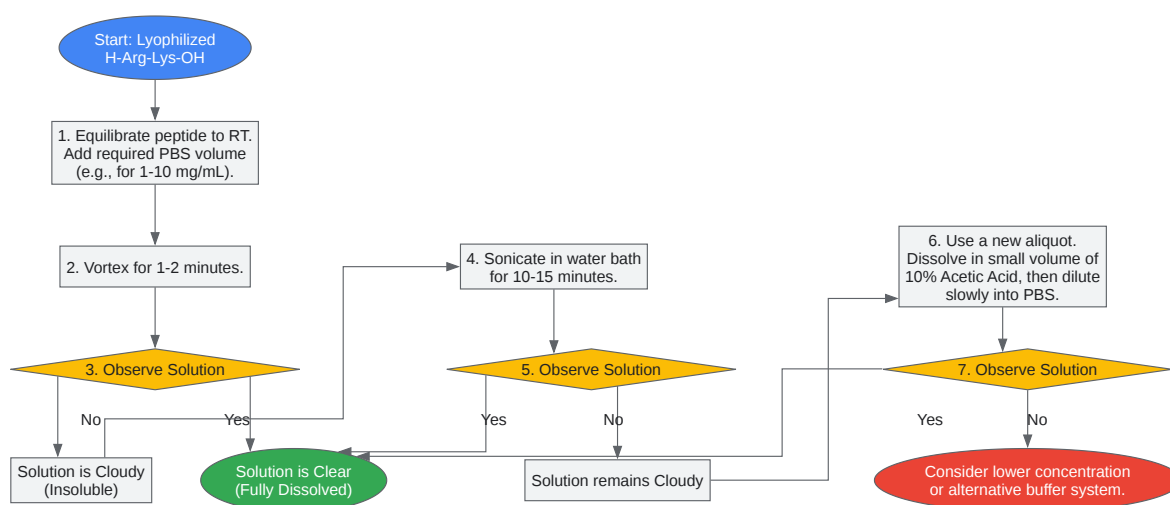 Start: Lyophilized
H-Arg-Lys-OH
1. Equilibrate peptide to RT.
Add required PBS volume
(e.g., for 1-10 mg/mL).
2. Vortex for 1-2 minutes.
3. Observe Solution
No
Yes
Solution is Cloudy
(Insoluble)
Solution is Clear
(Fully Dissolved)
4. Sonicate in water bath
for 10-15 minutes.
5. Observe Solution
Yes
No
Solution remains Cloudy
6. Use a new aliquot.
Dissolve in small volume of
10% Acetic Acid, then dilute
slowly into PBS.
7. Observe Solution
Yes
No
Consider lower concentration
or alternative buffer system.